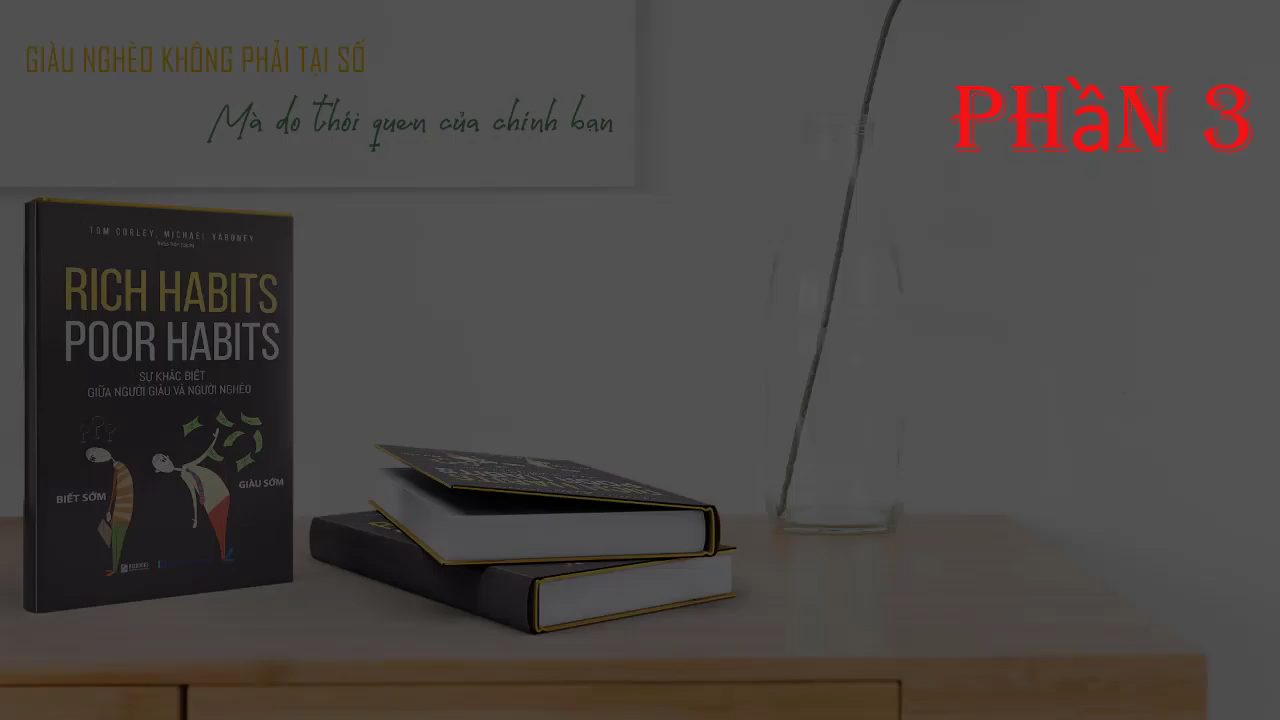 GIÀU NGHÈO KHÔNG PHẢI TẠI SỐ
Mà do thói quen của chính bạn
PHầN 3
TOM CORLEY, MICHAEL YARDNEY
RICH HABITS
POOR HABITS
SỰ KHÁC BIỆT
GIỮA NGƯỜI GIÀU VÀ NGƯỜI NGHÈO
BIẾT SỚM
GIÀU SỚM